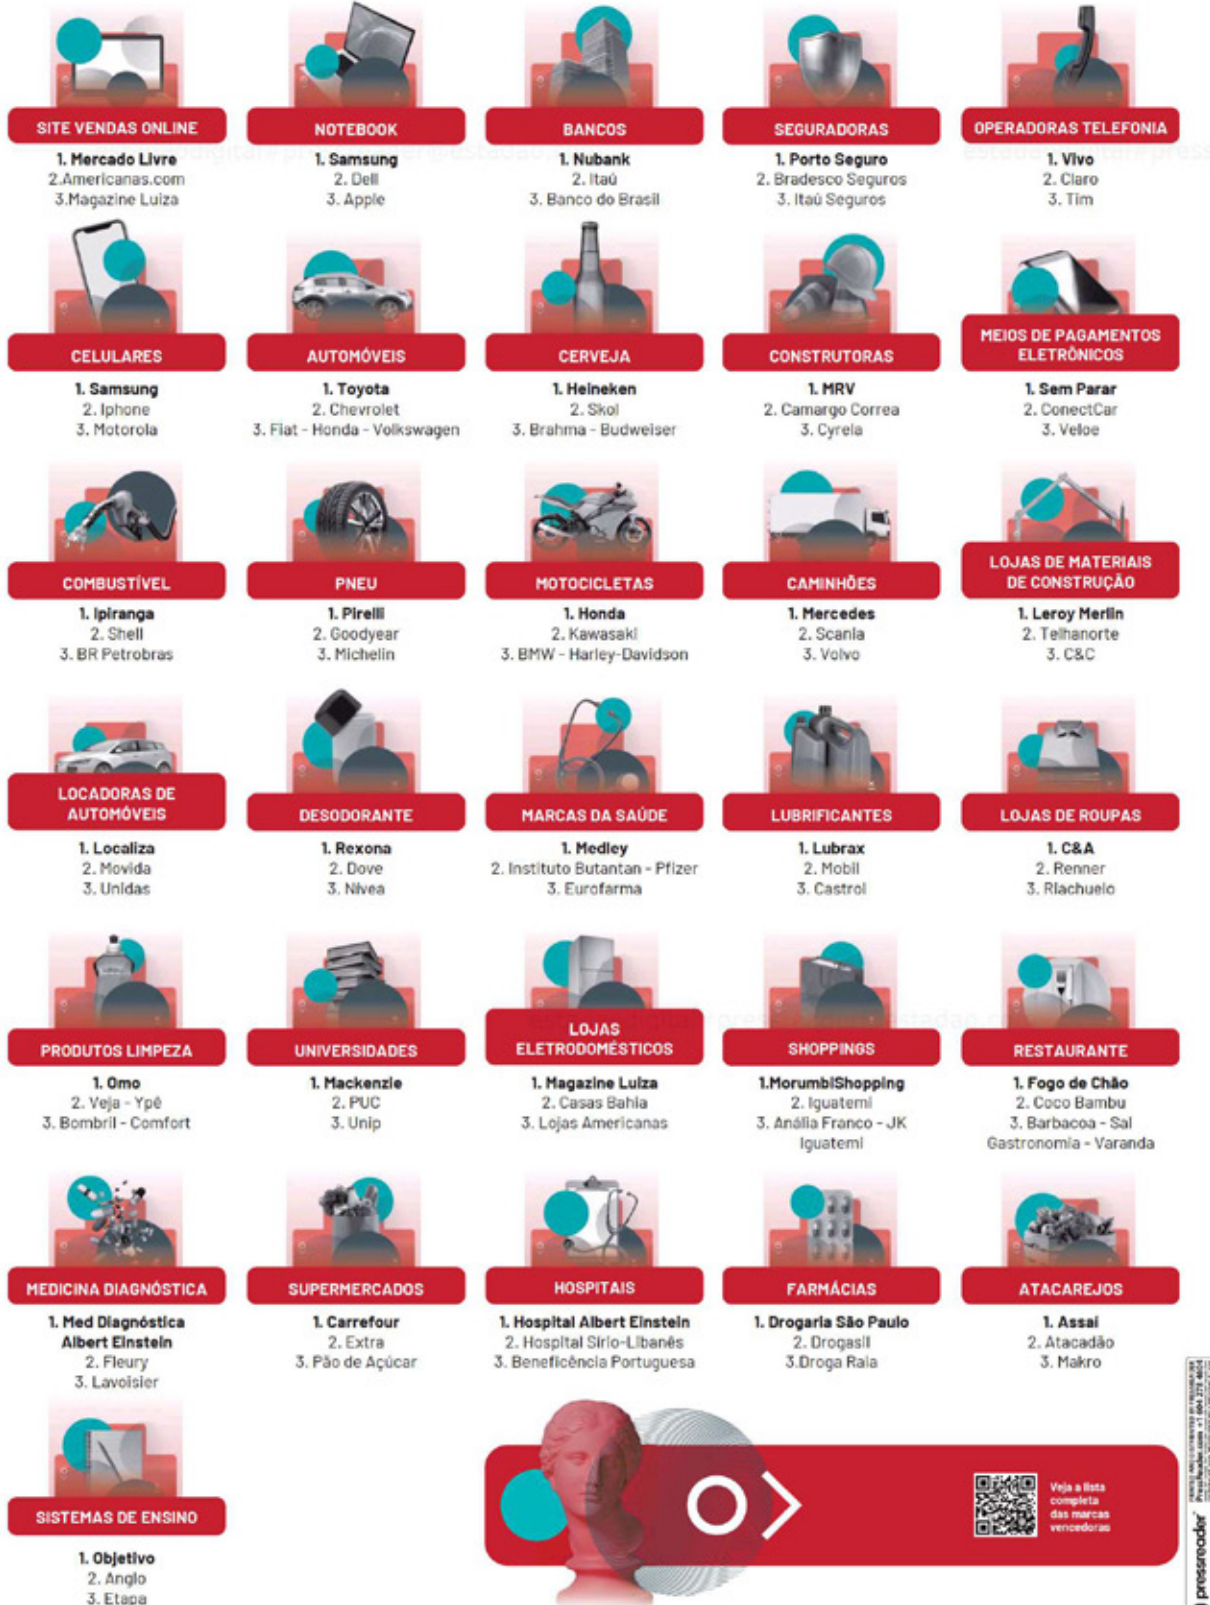 SITE VENDAS ONLINE
1. Mercado Livre
2.Americanas.com
3.Magazine Luiza
NOTEBOOK
1. Samsung
2. Dell
3. Apple
BANCOS
1. Nubank
2. Itaú
3. Banco do Brasil
SEGURADORAS
1. Porto Seguro
2. Bradesco Seguros
3. Itaú Seguros
OPERADORAS TELEFONIA
1. Vivo
2. Claro
3. Tim
CELULARES
1. Samsung
2. Iphone
3. Motorola
AUTOMÓVEIS
1. Toyota
2. Chevrolet
3. Fiat - Honda - Volkswagen
CERVEJA
1. Heineken
2. Skol
3. Brahma - Budweiser
CONSTRUTORAS
1. MRV
2. Camargo Correa
3. Cyrela
MEIOS DE PAGAMENTOS
ELETRÔNICOS
1. Sem Parar
2. ConectCar
3. Veloe
COMBUSTÍVEL
1. Ipiranga
2. Shell
3. BR Petrobras
PNEU
1. Pirelli
2. Goodyear
3. Michelin
MOTOCICLETAS
1. Honda
2. Kawasaki
3. BMW - Harley-Davidson
CAMINHÕES
1. Mercedes
2. Scania
3. Volvo
LOJAS DE MATERIAIS
DE CONSTRUÇÃO
1. Leroy Merlin
2. Telhanorte
3. C&C
LOCADORAS DE
AUTOMÓVEIS
1. Localiza
2. Movida
3. Unidas
DESODORANTE
1. Rexona
2. Dove
3. Nivea
MARCAS DA SAÚDE
1. Medley
2. Instituto Butantan - Pfizer
3. Eurofarma
LUBRIFICANTES
1. Lubrax
2. Mobil
3. Castrol
LOJAS DE ROUPAS
1. C&A
2. Renner
3. Riachuelo
PRODUTOS LIMPEZA
1. Omo
2. Veja - Ypê
3. Bombril - Comfort
UNIVERSIDADES
1. Mackenzie
2. PUC
3. Unip
LOJAS
ELETRODOMÉSTICOS
1. Magazine Luiza
2. Casas Bahia
3. Lojas Americanas
SHOPPINGS
1.MorumbiShopping
2. Iguatemi
3. Anália Franco - JK
Iguatemi
RESTAURANTE
1. Fogo de Chão
2. Coco Bambu
3. Barbacoa - Sal
Gastronomia - Varanda
MEDICINA DIAGNÓSTICA
1. Med Diagnóstica
Albert Einstein
2. Fleury
3. Lavoisier
SUPERMERCADOS
1. Carrefour
2. Extra
3. Pão de Açúcar
HOSPITAIS
1. Hospital Albert Einstein
2. Hospital Sírio-Libanês
3. Beneficência Portuguesa
FARMÁCIAS
1. Drogaria São Paulo
2. Drogasil
3.Droga Raia
ATACAREJOS
1. Assaí
2. Atacadão
3. Makro
SISTEMAS DE ENSINO
1. Objetivo
2. Anglo
3. Etapa
Veja a lista
completa
das marcas
vencedoras
pressreader
PressReader.com +1 604 278 4604